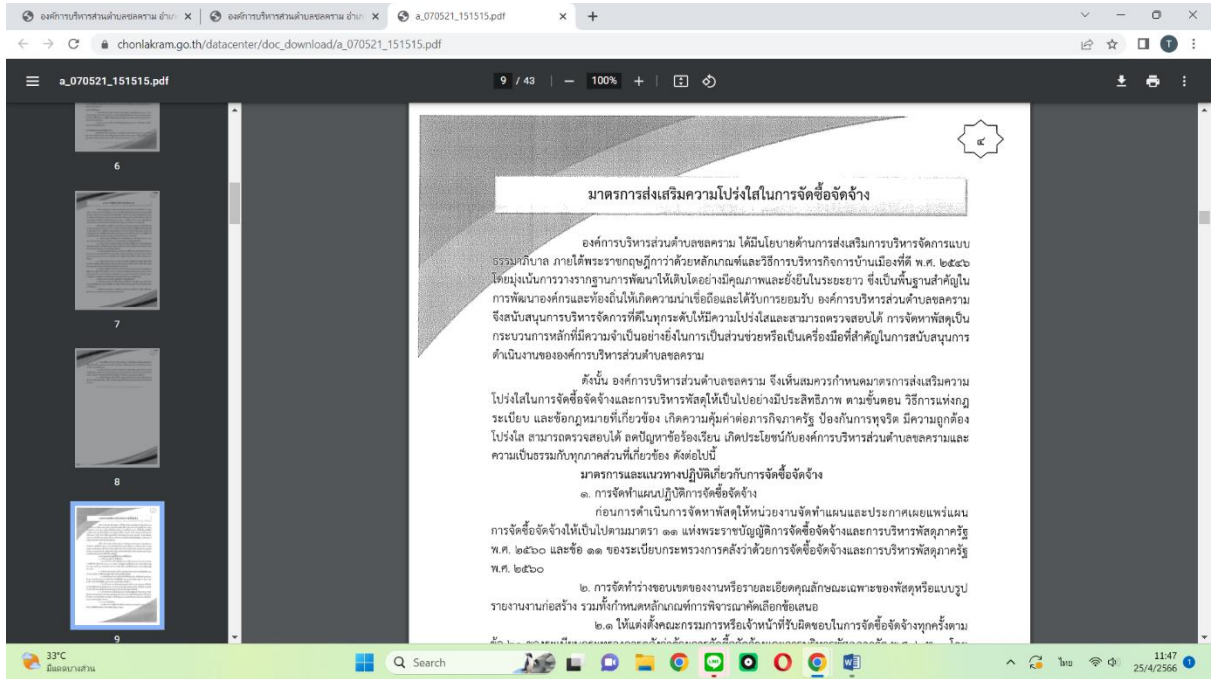 องค์การบริหารส่วนตำบลชลคราม อำเภ
องค์การบริหารส่วนตำบลชลคราม อำเภ
a_070521_151515.pdf
chonlakram.go.th/datacenter/doc_download/a_070521_151515.pdf
T
a_070521_151515.pdf
9 / 43
100%
6
7
8
9
๔
มาตรการส่งเสริมความโปร่งใสในการจัดซื้อจัดจ้าง
องค์การบริหารส่วนตำบลชลคราม ได้มีนโยบายด้านการส่งเสริมการบริหารจัดการแบบ
ธรรมาภิบาล ภายใต้พระราชกฤษฎีกาว่าด้วยหลักเกณฑ์และวิธีการบริหารกิจการบ้านเมืองที่ดี พ.ศ. ๒๕๔๖
โดยมุ่งเน้นการวางรากฐานการพัฒนาให้เติบโตอย่างมีคุณภาพและยั่งยืนในระยะยาว ซึ่งเป็นพื้นฐานสำคัญใน
การพัฒนาองค์กรและท้องถิ่นให้เกิดความน่าเชื่อถือและได้รับการยอมรับ องค์การบริหารส่วนตำบลชลคราม
จึงสนับสนุนการบริหารจัดการที่ดีในทุกระดับให้มีความโปร่งใสและสามารถตรวจสอบได้ การจัดหาพัสดุเป็น
กระบวนการหลักที่มีความจำเป็นอย่างยิ่งในการเป็นส่วนช่วยหรือเป็นเครื่องมือที่สำคัญในการสนับสนุนการ
ดำเนินงานขององค์การบริหารส่วนตำบลชลคราม
ดังนั้น องค์การบริหารส่วนตำบลชลคราม จึงเห็นสมควรกำหนดมาตรการส่งเสริมความ
โปร่งใสในการจัดซื้อจัดจ้างและการบริหารพัสดุให้เป็นไปอย่างมีประสิทธิภาพ ตามขั้นตอน วิธีการแห่งกฎ
ระเบียบ และข้อกฎหมายที่เกี่ยวข้อง เกิดความคุ้มค่าต่อภารกิจภาครัฐ ป้องกันการทุจริต มีความถูกต้อง
โปร่งใส สามารถตรวจสอบได้ ลดปัญหาข้อร้องเรียน เกิดประโยชน์กับองค์การบริหารส่วนตำบลชลครามและ
ความเป็นธรรมกับทุกภาคส่วนที่เกี่ยวข้อง ดังต่อไปนี้
มาตรการและแนวทางปฏิบัติเกี่ยวกับการจัดซื้อจัดจ้าง
๑. การจัดทำแผนปฏิบัติการจัดซื้อจัดจ้าง
ก่อนการดำเนินการจัดหาพัสดุให้หน่วยงานจัดทำแผนและประกาศเผยแพร่แผน
การจัดซื้อจัดจ้างให้เป็นไปตามมาตรา ๑๑ แห่งพระราชบัญญัติการจัดซื้อจัดจ้างและการบริหารพัสดุภาครัฐ
พ.ศ. ๒๕๖๐ และข้อ ๑๑ ของระเบียบกระทรวงการคลังว่าด้วยการจัดซื้อจัดจ้างและการบริหารพัสดุภาครัฐ
พ.ศ. ๒๕๖๐
๒. การจัดทำร่างขอบเขตของงานหรือรายละเอียดคุณลักษณะเฉพาะของพัสดุหรือแบบรูป
รายงานงานก่อสร้าง รวมทั้งกำหนดหลักเกณฑ์การพิจารณาคัดเลือกข้อเสนอ
๒.๑ ให้แต่งตั้งคณะกรรมการหรือเจ้าหน้าที่รับผิดชอบในการจัดซื้อจัดจ้างทุกครั้งตาม
33°C
มีแดดบางส่วน
Search
ไทย
11:47
25/4/2566
1